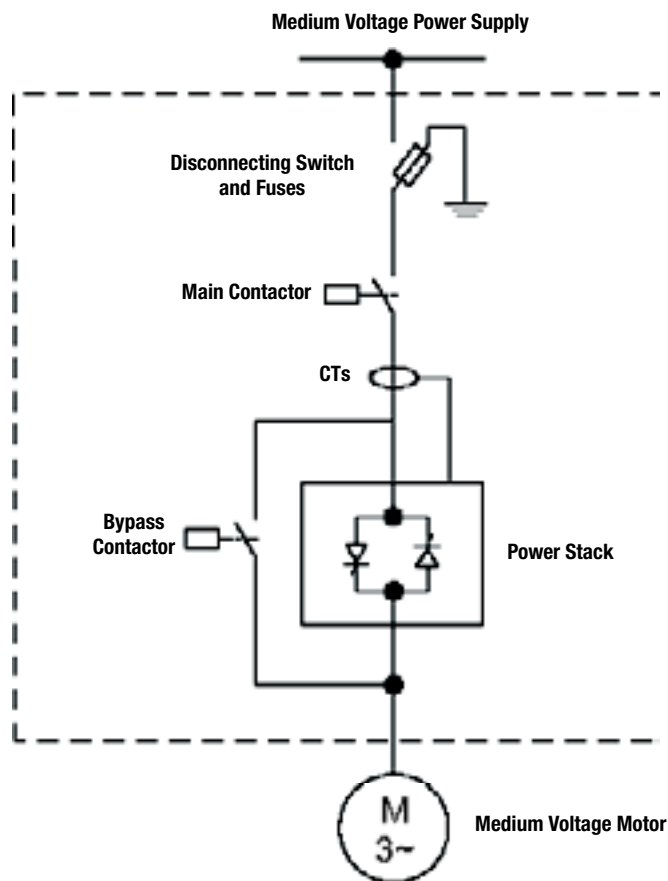 Medium Voltage Power Supply
Disconnecting Switch
and Fuses
Main Contactor
CTs
Bypass
Contactor
Power Stack
M
3~
Medium Voltage Motor